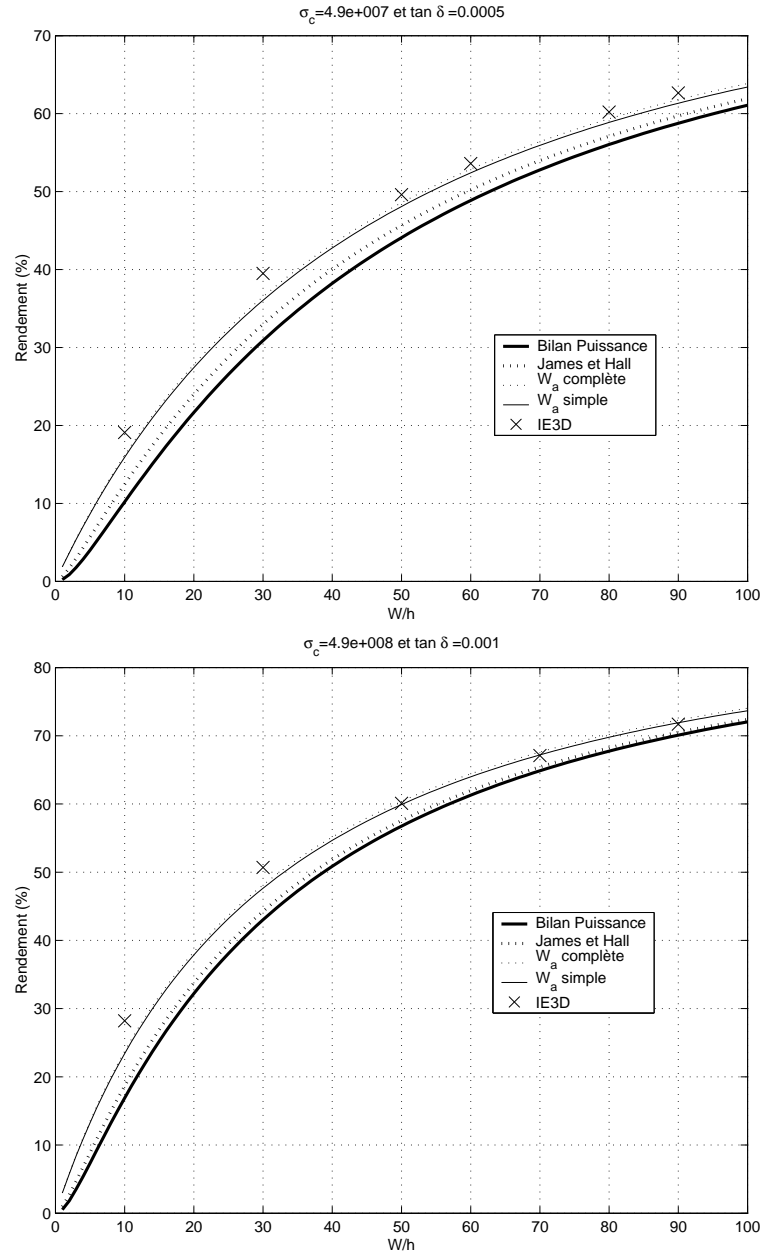 σc=4.9e+007 et tan δ =0.0005
70
60
50
40
30
20
10
0
Rendement (%)
Bilan Puissance
James et Hall
Wa complète
Wa simple
IE3D
0 10 20 30 40 50 60 70 80 90 100
W/h
σc=4.9e+008 et tan δ =0.001
80
70
60
50
40
30
20
10
0
Rendement (%)
Bilan Puissance
James et Hall
Wa complète
Wa simple
IE3D
0 10 20 30 40 50 60 70 80 90 100
W/h